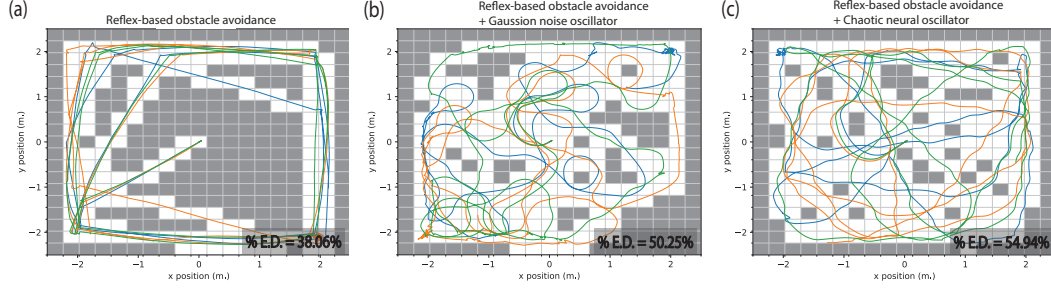 (a)
Reflex-based obstacle avoidance
2
1
0
−1
−2
y position (m.)
−2
−1
0
1
2
x position (m.)
% E.D. = 38.06%
(b)
Reflex-based obstacle avoidance
+ Gaussion noise oscillator
2
1
0
−1
−2
y position (m.)
−2
−1
0
1
2
x position (m.)
% E.D. = 50.25%
(c)
Reflex-based obstacle avoidance
+ Chaotic neural oscillator
2
1
0
−1
−2
y position (m.)
−2
−1
0
1
2
x position (m.)
% E.D. = 54.94%